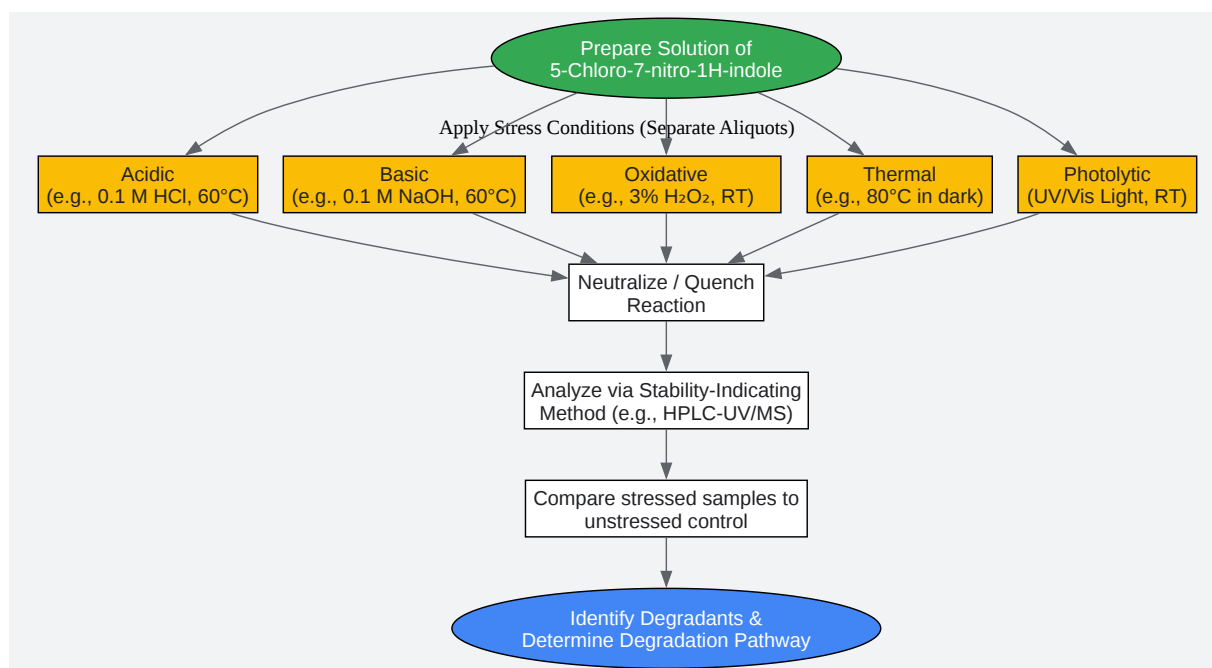 Prepare Solution of
5-Chloro-7-nitro-1H-indole
Apply Stress Conditions (Separate Aliquots)
Acidic
(e.g., 0.1 M HCl, 60°C)
Basic
(e.g., 0.1 M NaOH, 60°C)
Oxidative
(e.g., 3% H₂O₂, RT)
Thermal
(e.g., 80°C in dark)
Photolytic
(UV/Vis Light, RT)
Neutralize / Quench
Reaction
Analyze via Stability-Indicating
Method (e.g., HPLC-UV/MS)
Compare stressed samples to
unstressed control
Identify Degradants &
Determine Degradation Pathway